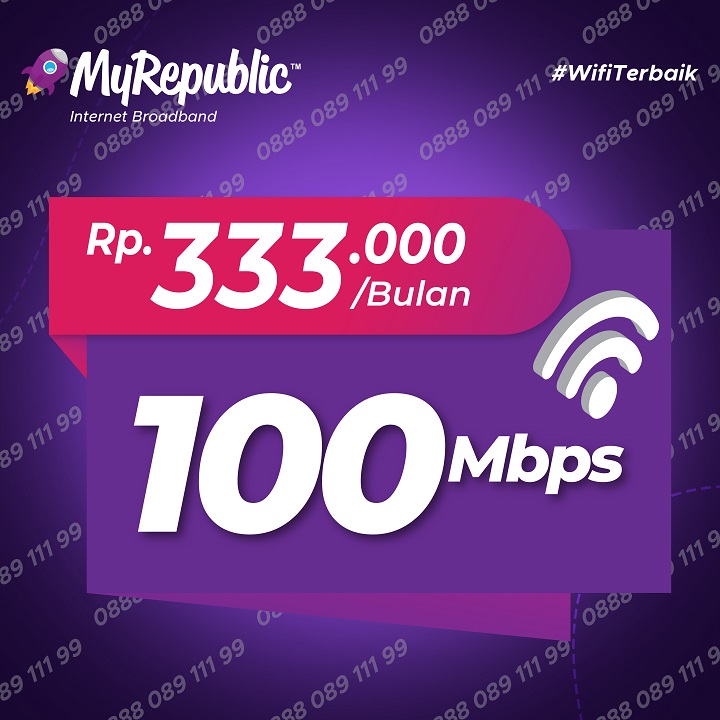 MyRepublic™
Internet Broadband
#WifiTerbaik
Rp. 333.000
/Bulan
100 Mbps
0888 089 111 99